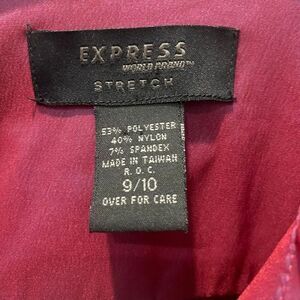 EXPRESS
WORLD BRAND™
STRETCH
53% POLYESTER
40% NYLON
7% SPANDEX
MADE IN TAIWAN
R.O.C.
9/10
OVER FOR CARE